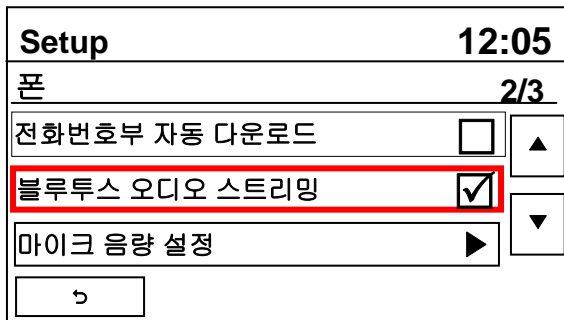 Setup 12:05
폰 2/3
전화번호부 자동 다운로드
블루투스 오디오 스트리밍
마이크 음량 설정